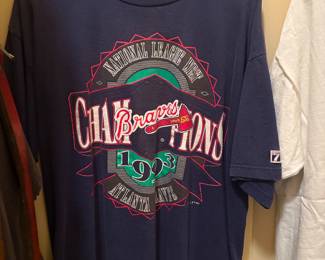 NATIONAL LEAGUE WEST
CHAMPIONS
Braves
1993
ATLANTA